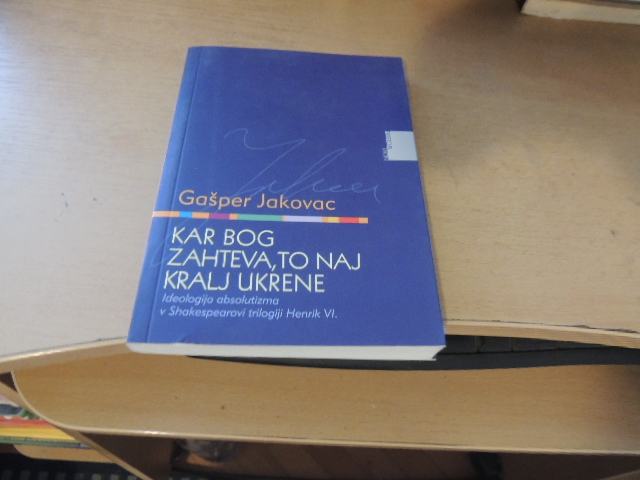 Gašper Jakovac
KAR BOG
ZAHTEVA, TO NAJ
KRALJ UKRENE
Ideologija absolutizma
v Shakespearovi trilogiji Henrik VI.